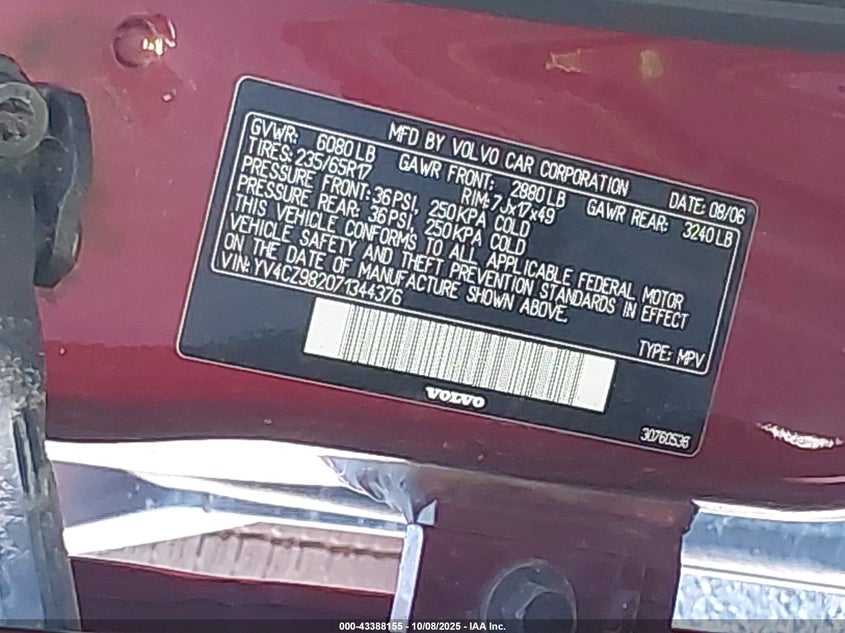 MFD BY VOLVO CAR CORPORATION DATE: 08/06
GVWR: 6080 LB GAWR FRONT: 2880 LB GAWR REAR: 3240 LB
TIRES: 235/65R17 RIM: 7Jx17x49
PRESSURE FRONT: 36 PSI, 250 KPA COLD
PRESSURE REAR: 36 PSI, 250 KPA COLD
THIS VEHICLE CONFORMS TO ALL APPLICABLE FEDERAL MOTOR
VEHICLE SAFETY AND THEFT PREVENTION STANDARDS IN EFFECT
ON THE DATE OF MANUFACTURE SHOWN ABOVE.
VIN: YV4CZ982071344376 TYPE: MPV
VOLVO
30760536
000-43388155 - 10/08/2025 - IAA Inc.